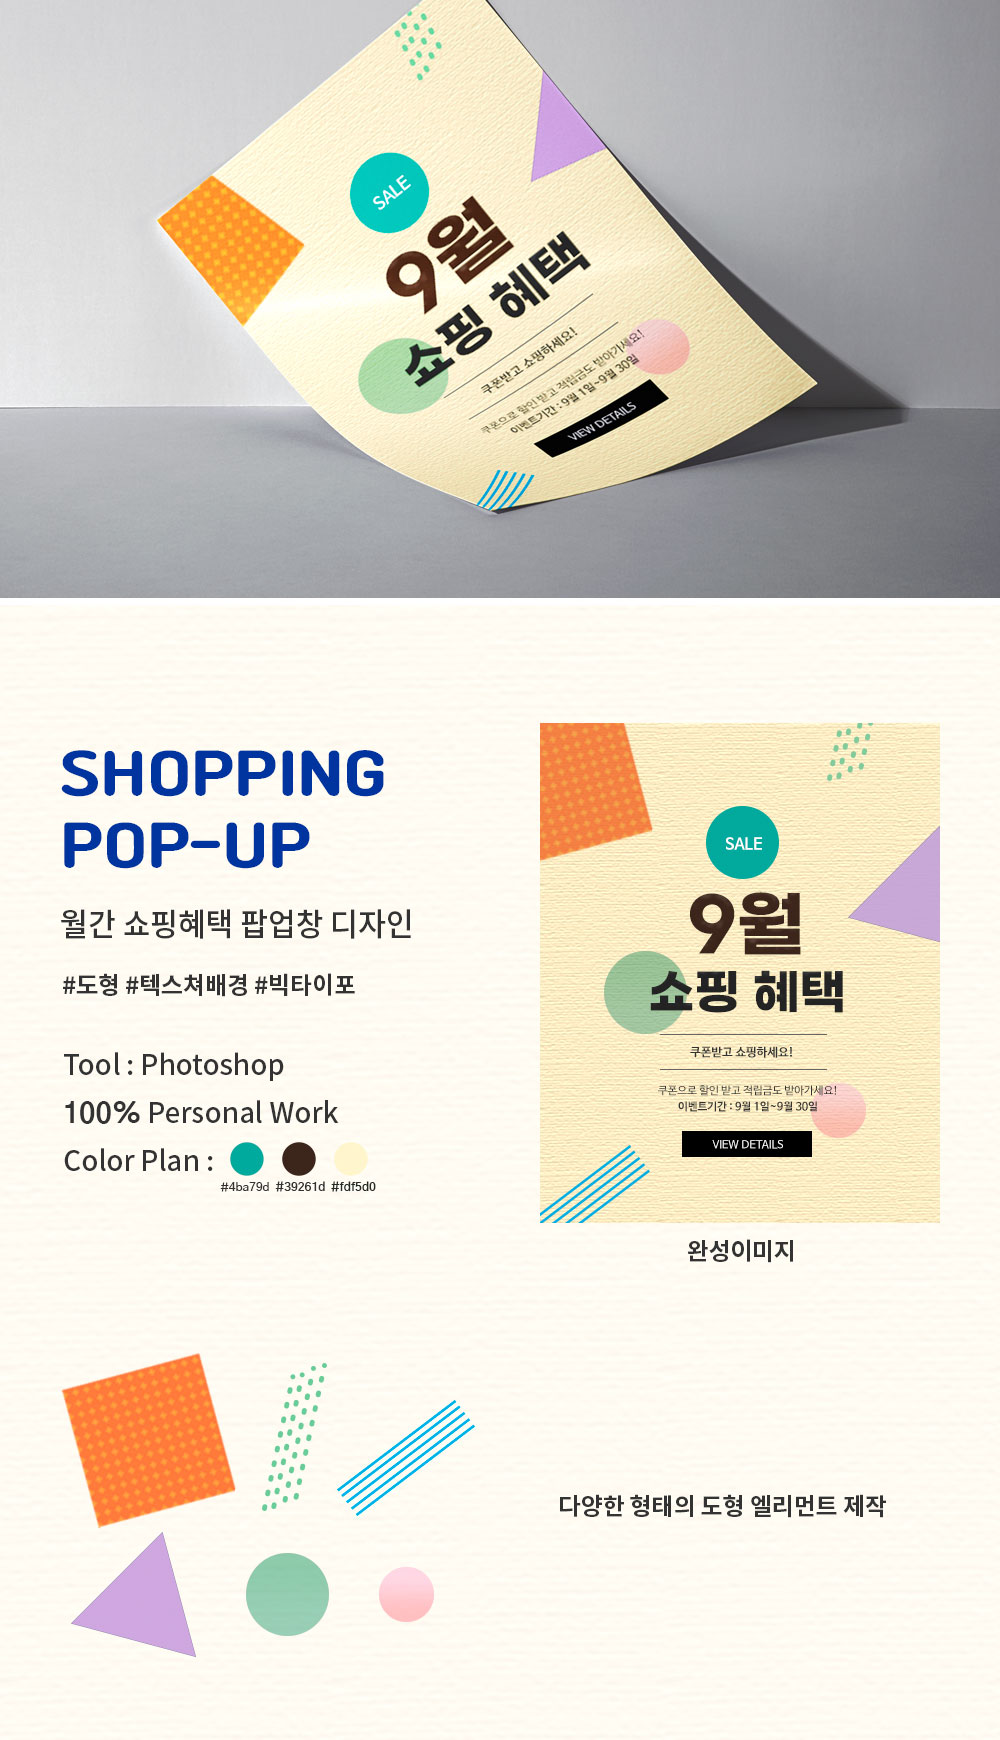 SALE
9월
쇼핑 혜택
쿠폰받고 쇼핑하세요!
쿠폰으로 할인 받고 적립금도 받아가세요!
이벤트기간 : 9월 1일~9월 30일
VIEW DETAILS
SHOPPING
POP-UP
월간 쇼핑혜택 팝업창 디자인
#도형 #텍스쳐배경 #빅타이포
Tool : Photoshop
100% Personal Work
Color Plan :
#4ba79d #39261d #fdf5d0
SALE
9월
쇼핑 혜택
쿠폰받고 쇼핑하세요!
쿠폰으로 할인 받고 적립금도 받아가세요!
이벤트기간 : 9월 1일~9월 30일
VIEW DETAILS
완성이미지
다양한 형태의 도형 엘리먼트 제작